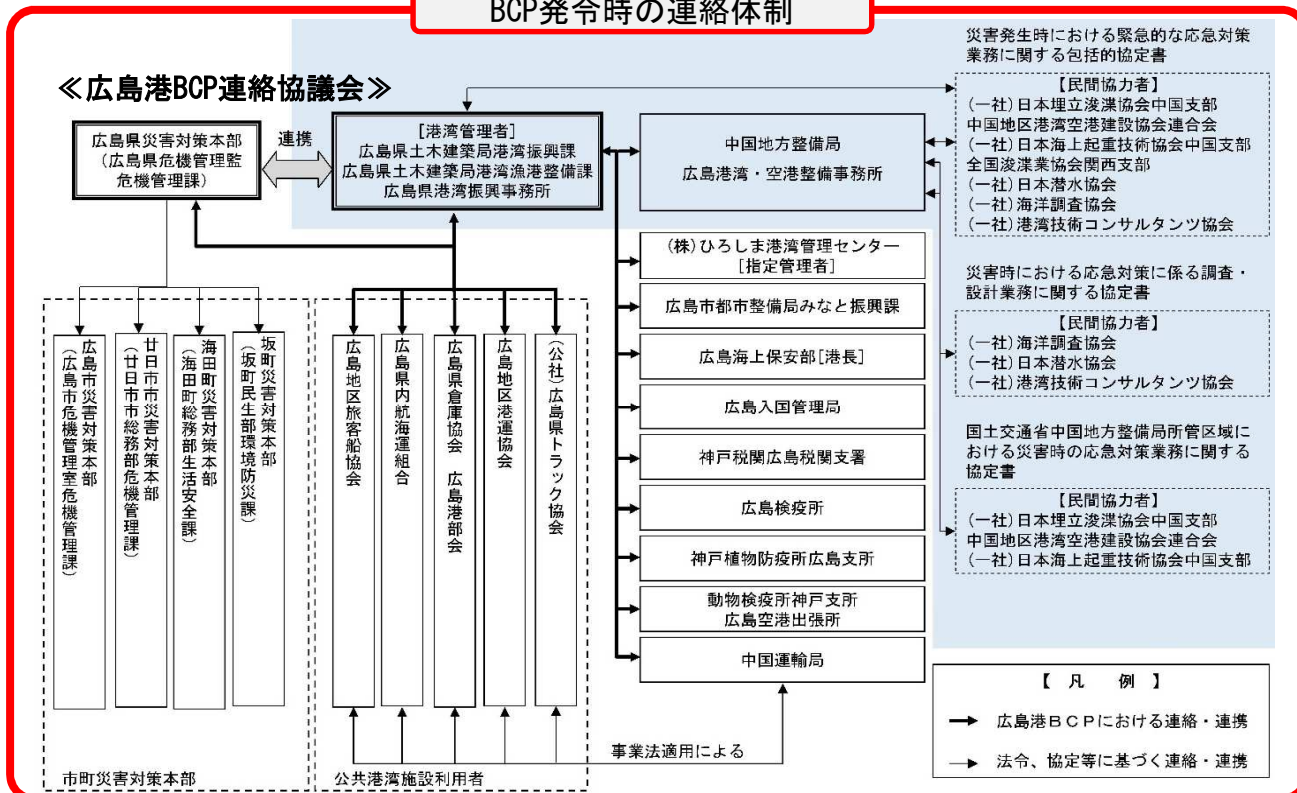 BCP発令時の連絡体制
≪広島港BCP連絡協議会≫
広島県災害対策本部
(広島県危機管理監
危機管理課)
連携
[港湾管理者]
広島県土木建築局港湾振興課
広島県土木建築局港湾漁港整備課
広島県港湾振興事務所
中国地方整備局
広島港湾・空港整備事務所
(株)ひろしま港湾管理センター
[指定管理者]
広島市都市整備局みなと振興課
広島海上保安部[港長]
広島入国管理局
神戸税関広島税関支署
広島検疫所
神戸植物防疫所広島支所
動物検疫所神戸支所
広島空港出張所
中国運輸局
災害発生時における緊急的な応急対策
業務に関する包括的協定書
【民間協力者】
(一社)日本埋立浚渫協会中国支部
中国地区港湾空港建設協会連合会
(一社)日本海上起重技術協会中国支部
全国浚渫業協会関西支部
(一社)日本潜水協会
(一社)海洋調査協会
(一社)港湾技術コンサルタンツ協会
災害時における応急対策に係る調査・
設計業務に関する協定書
【民間協力者】
(一社)海洋調査協会
(一社)日本潜水協会
(一社)港湾技術コンサルタンツ協会
国土交通省中国地方整備局所管区域に
おける災害時の応急対策業務に関する
協定書
【民間協力者】
(一社)日本埋立浚渫協会中国支部
中国地区港湾空港建設協会連合会
(一社)日本海上起重技術協会中国支部
広島市災害対策本部
(広島市危機管理室危機管理課)
廿日市市災害対策本部
(廿日市市総務部危機管理課)
海田町災害対策本部
(海田町総務部生活安全課)
坂町災害対策本部
(坂町民生部環境防災課)
市町災害対策本部
広島地区旅客船協会
広島県内航海運組合
広島県倉庫協会 広島港部会
広島地区港運協会
(公社)広島県トラック協会
公共港湾施設利用者
事業法適用による
【凡 例】
広島港BCPにおける連絡・連携
法令、協定等に基づく連絡・連携